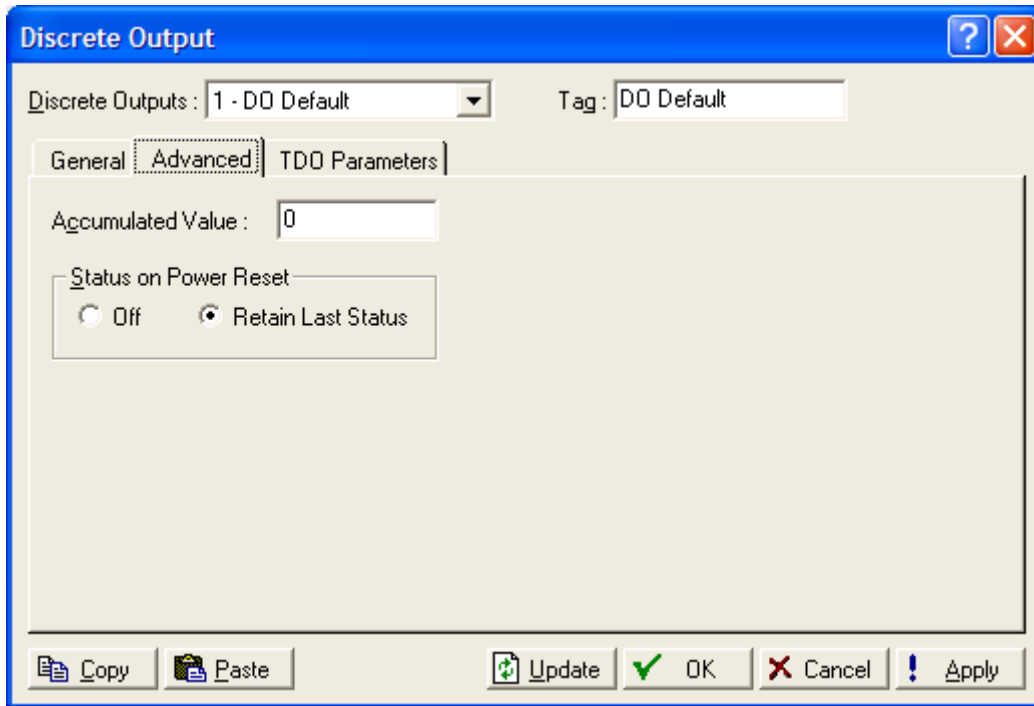 Discrete Output
Discrete Outputs : 1 - DO Default Tag : DO Default
General Advanced TDO Parameters
Accumulated Value : 0
Status on Power Reset
Off Retain Last Status
Copy Paste Update OK Cancel Apply